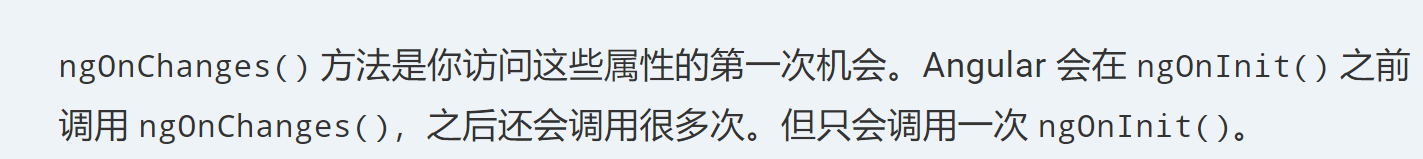 ngOnChanges() 方法是你访问这些属性的第一次机会。Angular 会在 ngOnInit() 之前
调用 ngOnChanges()，之后还会调用很多次。但只会调用一次 ngOnInit()。